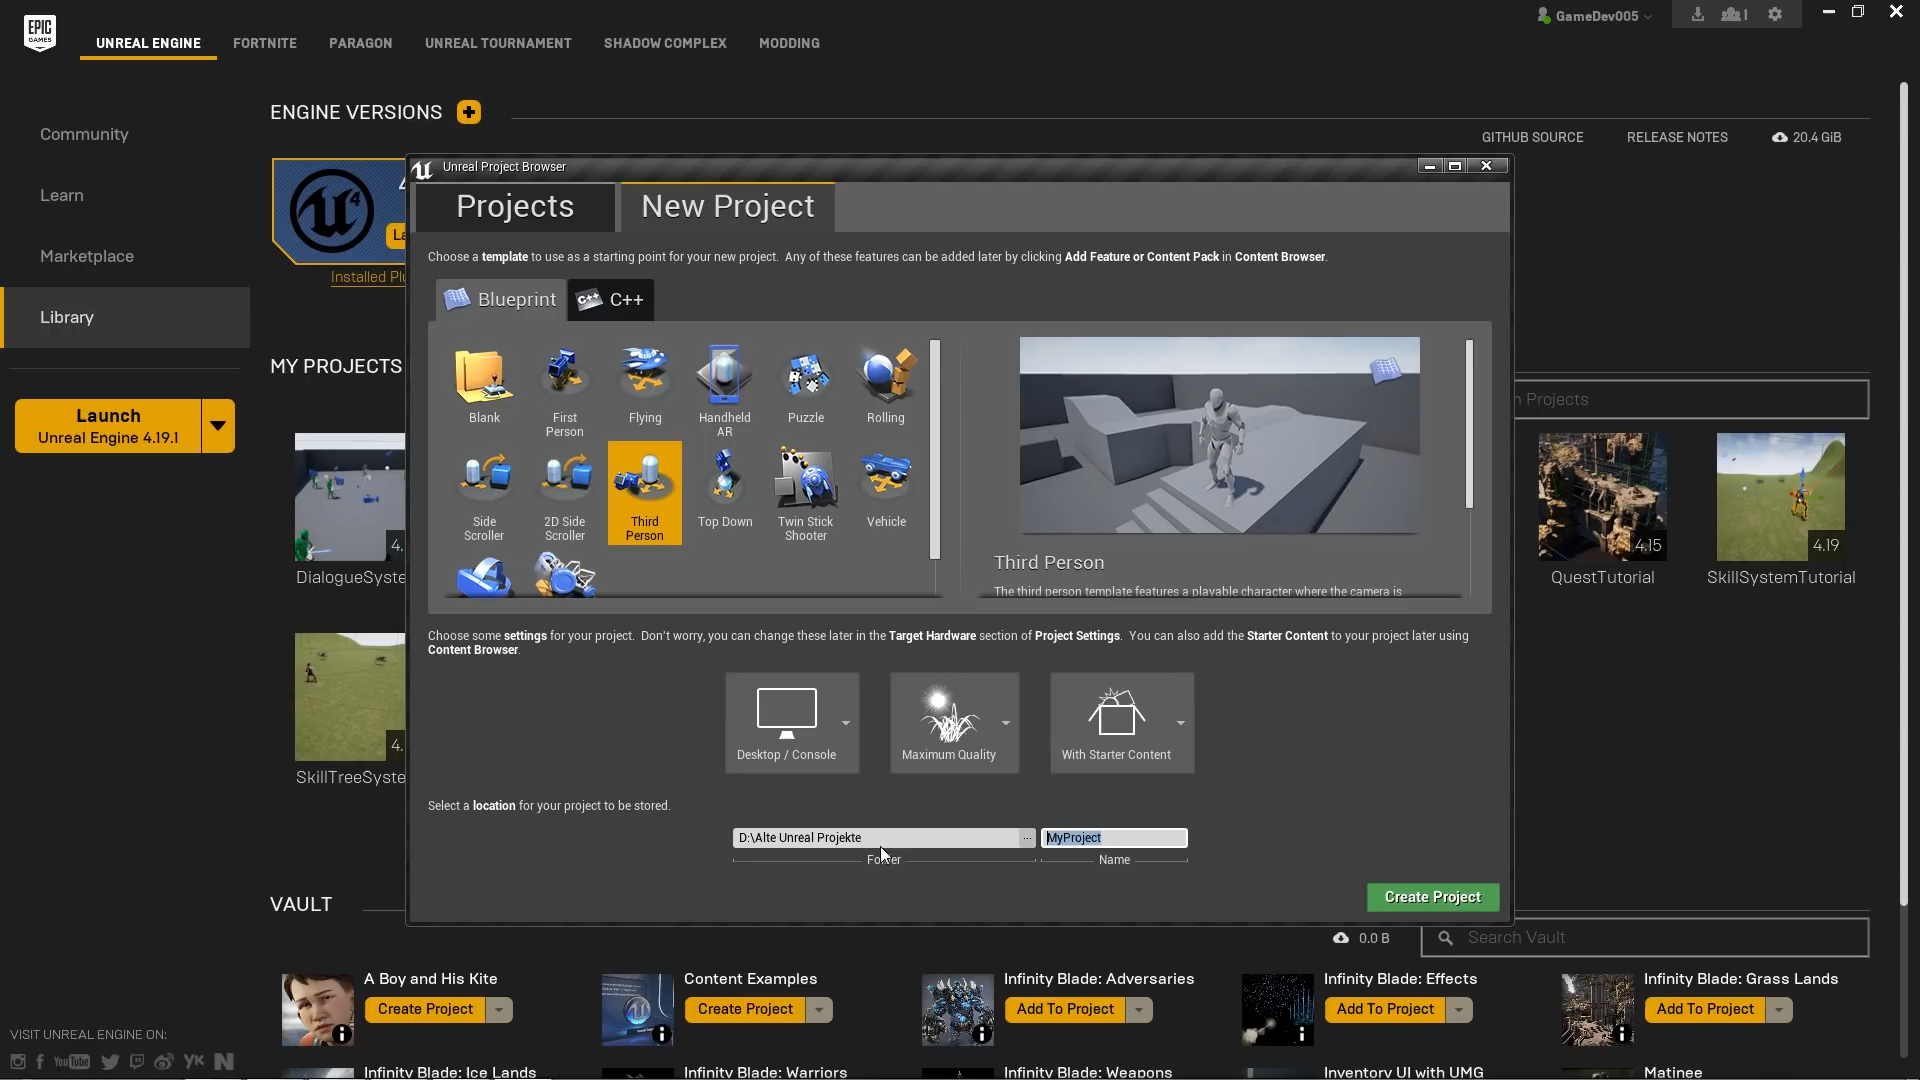 EPIC
GAMES
UNREAL ENGINE
FORTNITE
PARAGON
UNREAL TOURNAMENT
SHADOW COMPLEX
MODDING
GameDev005
1
Community
Learn
Marketplace
Library
Launch
Unreal Engine 4.19.1
ENGINE VERSIONS
GITHUB SOURCE
RELEASE NOTES
20.4 GiB
4
La
Installed Plu
MY PROJECTS
Unreal Project Browser
Projects
New Project
Choose a template to use as a starting point for your new project. Any of these features can be added later by clicking Add Feature or Content Pack in Content Browser.
Blueprint
C++
C++
Blank
First
Person
Flying
Handheld
AR
Puzzle
Rolling
Side
Scroller
2D Side
Scroller
Third
Person
Top Down
Twin Stick
Shooter
Vehicle
Third Person
The third person template features a playable character where the camera is
Choose some settings for your project. Don't worry, you can change these later in the Target Hardware section of Project Settings. You can also add the Starter Content to your project later using
Content Browser.
Desktop / Console
Maximum Quality
With Starter Content
Select a location for your project to be stored.
D:\Alte Unreal Projekte
...
MyProject
Folder
Name
Create Project
Projects
4.
DialogueSyste
4.15
QuestTutorial
4.19
SkillSystemTutorial
4.
SkillTreeSyste
VAULT
0.0 B
Search Vault
A Boy and His Kite
Create Project
Content Examples
Create Project
Infinity Blade: Adversaries
Add To Project
Infinity Blade: Effects
Add To Project
Infinity Blade: Grass Lands
Add To Project
Infinity Blade: Ice Lands
Infinity Blade: Warriors
Infinity Blade: Weapons
Inventory UI with UMG
Matinee
VISIT UNREAL ENGINE ON:
YouTube